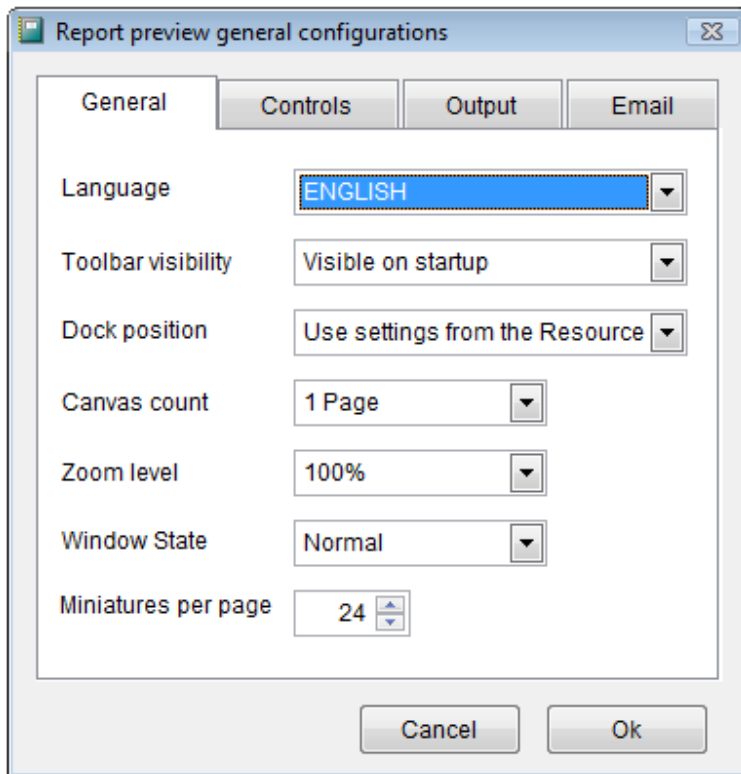 Report preview general configurations
General Controls Output Email
Language ENGLISH
Toolbar visibility Visible on startup
Dock position Use settings from the Resource
Canvas count 1 Page
Zoom level 100%
Window State Normal
Miniatures per page 24
Cancel Ok